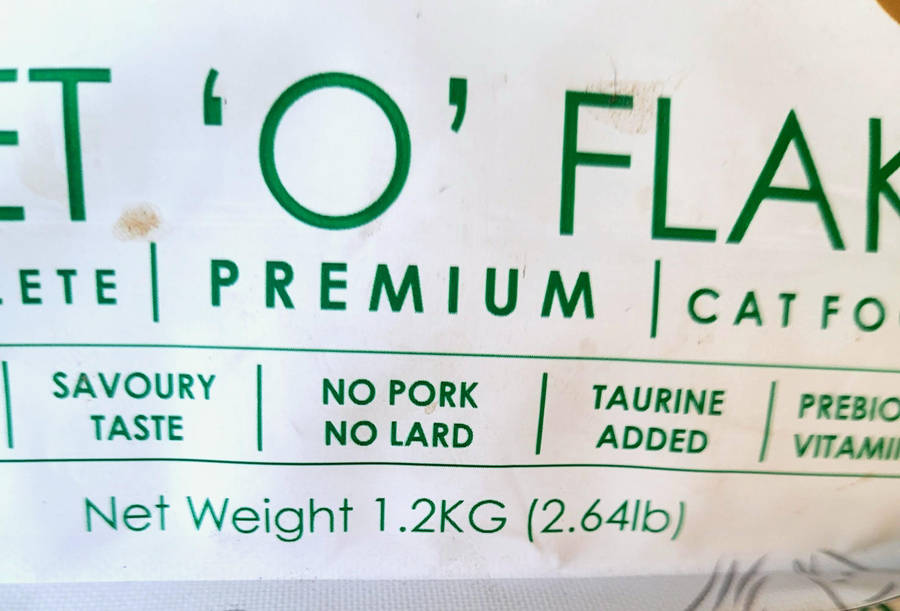 ET 'O' FLAK
LETE | PREMIUM | CAT FOO
SAVOURY TASTE
NO PORK NO LARD
TAURINE ADDED
PREBIO VITAMI
Net Weight 1.2KG (2.64lb)